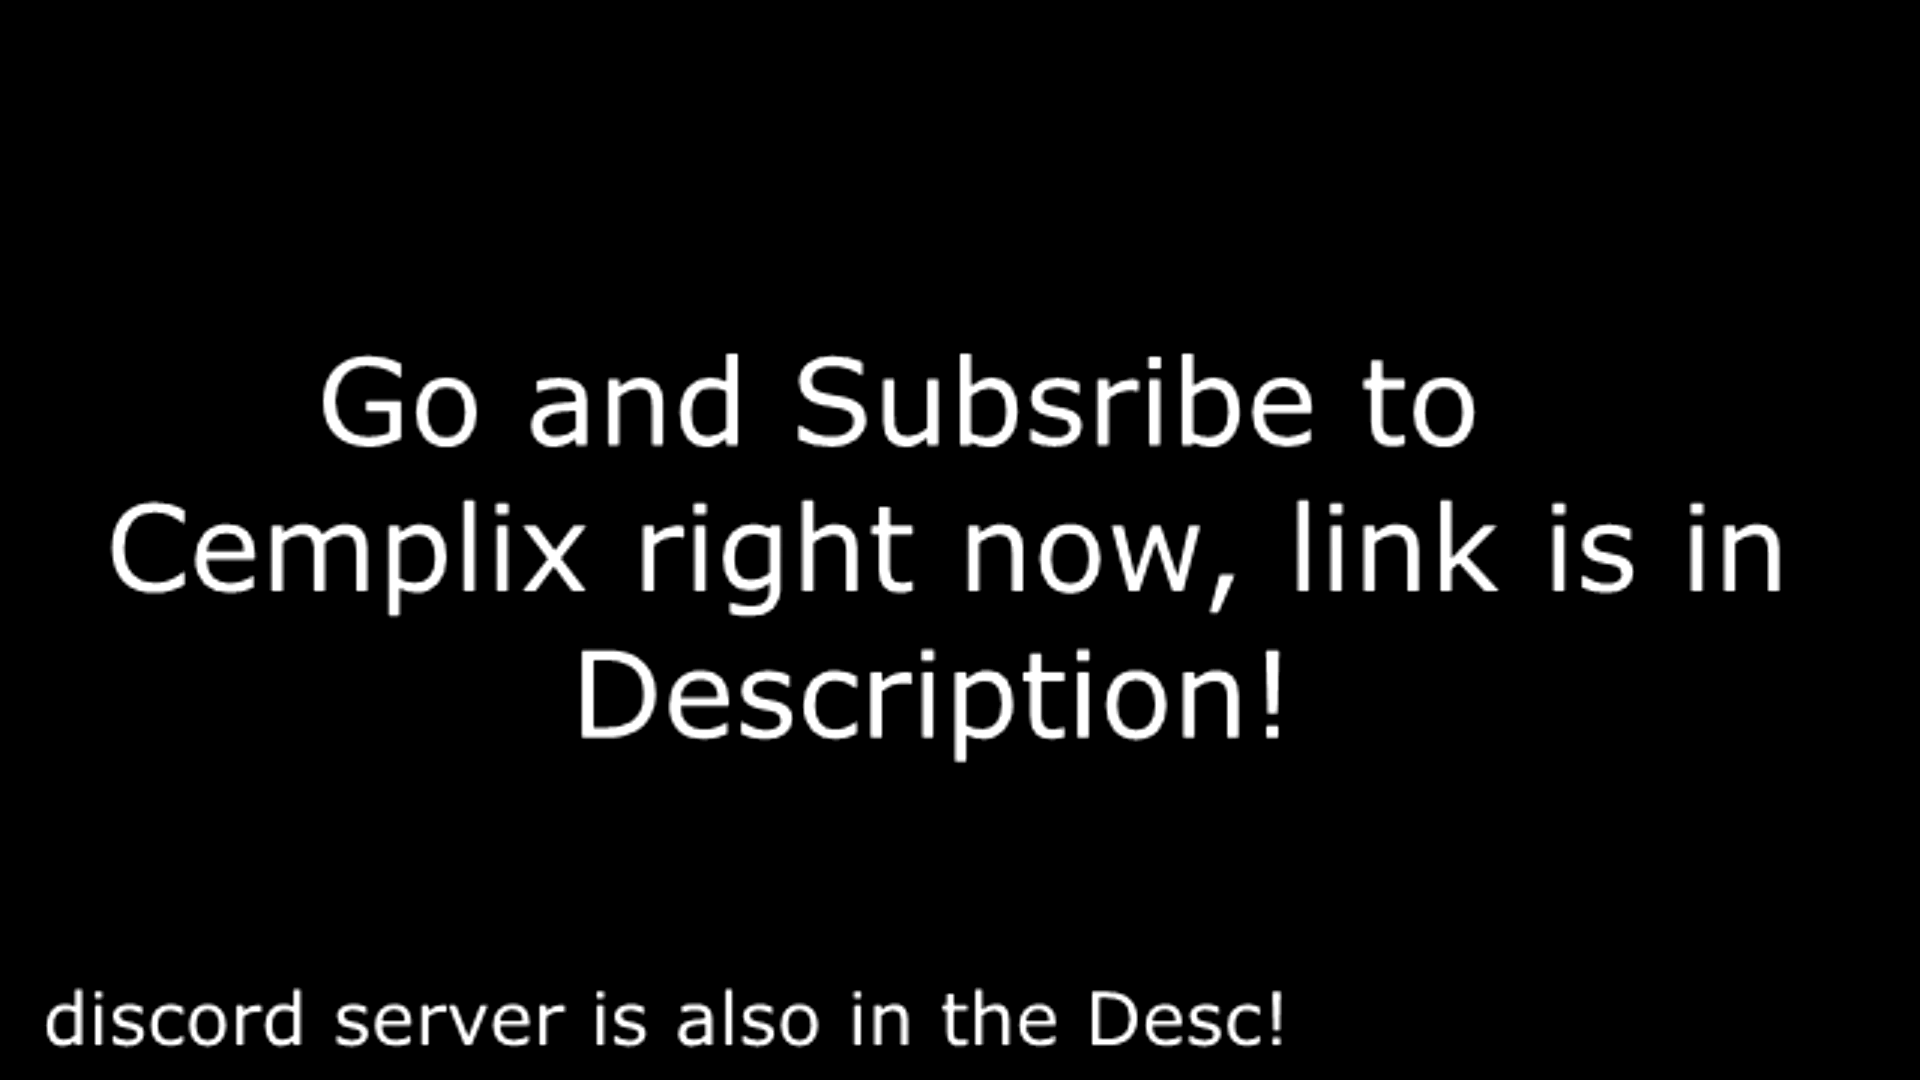 Go and Subsribe to
Cemplix right now, link is in
Description!
discord server is also in the Desc!